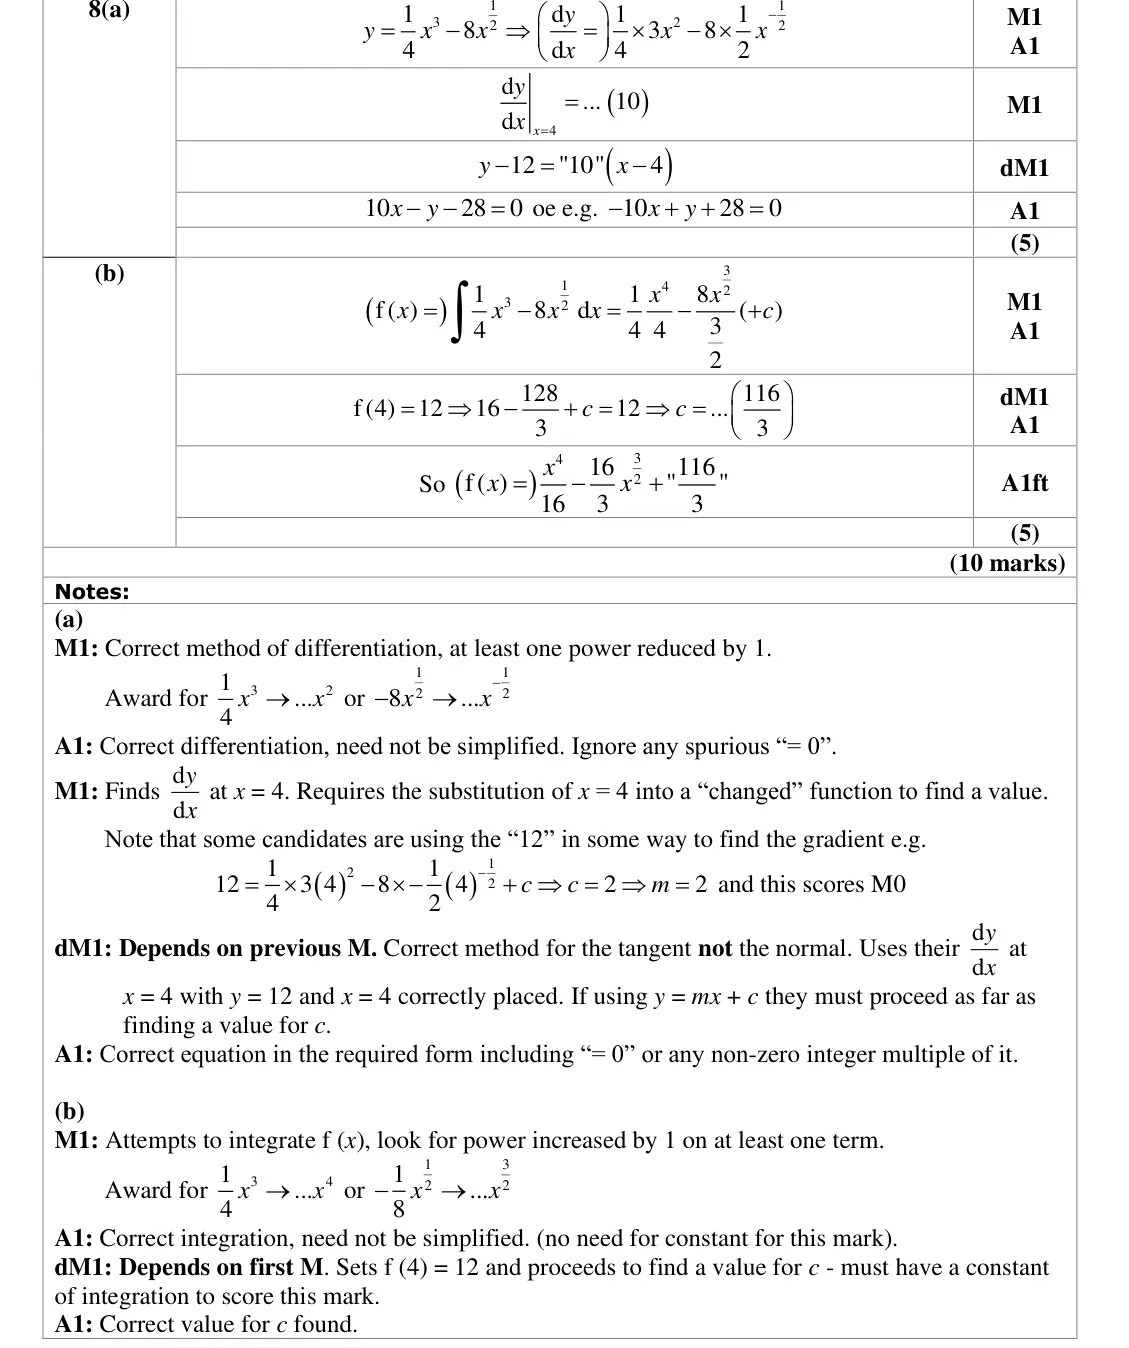 8(a)
y = 1/4 x³ − 8x^(1/2) ⇒ (dy/dx =) 1/4 × 3x² − 8 × 1/2 x^(−1/2)
M1
A1
dy/dx |x=4 = ... (10)
M1
y − 12 = "10"(x − 4)
dM1
10x − y − 28 = 0 oe e.g. −10x + y + 28 = 0
A1
(5)
(b)
(f(x) =) ∫ 1/4 x³ − 8x^(1/2) dx = 1/4 x⁴/4 − 8x^(3/2)/(3/2) (+c)
M1
A1
f(4) = 12 ⇒ 16 − 128/3 + c = 12 ⇒ c = ... (116/3)
dM1
A1
So (f(x) =) x⁴/16 − 16/3 x^(3/2) + "116/3"
A1ft
(5)
(10 marks)
Notes:
(a)
M1: Correct method of differentiation, at least one power reduced by 1.
Award for 1/4 x³ → ...x² or −8x^(1/2) → ...x^(−1/2)
A1: Correct differentiation, need not be simplified. Ignore any spurious “= 0”.
M1: Finds dy/dx at x = 4. Requires the substitution of x = 4 into a “changed” function to find a value.
Note that some candidates are using the “12” in some way to find the gradient e.g.
12 = 1/4 × 3(4)² − 8 × −1/2 (4)^(−1/2) + c ⇒ c = 2 ⇒ m = 2 and this scores M0
dM1: Depends on previous M. Correct method for the tangent not the normal. Uses their dy/dx at
x = 4 with y = 12 and x = 4 correctly placed. If using y = mx + c they must proceed as far as
finding a value for c.
A1: Correct equation in the required form including “= 0” or any non-zero integer multiple of it.
(b)
M1: Attempts to integrate f (x), look for power increased by 1 on at least one term.
Award for 1/4 x³ → ...x⁴ or −1/8 x^(1/2) → ...x^(3/2)
A1: Correct integration, need not be simplified. (no need for constant for this mark).
dM1: Depends on first M. Sets f (4) = 12 and proceeds to find a value for c - must have a constant
of integration to score this mark.
A1: Correct value for c found.